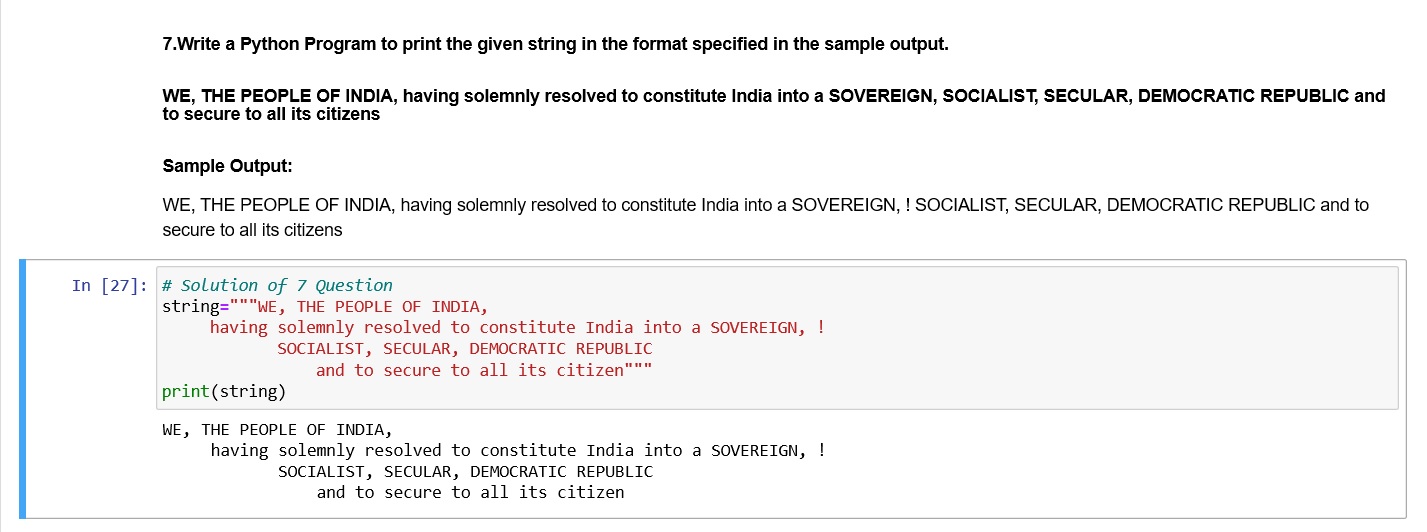 7.Write a Python Program to print the given string in the format specified in the sample output.
WE, THE PEOPLE OF INDIA, having solemnly resolved to constitute India into a SOVEREIGN, SOCIALIST, SECULAR, DEMOCRATIC REPUBLIC and
to secure to all its citizens
Sample Output:
WE, THE PEOPLE OF INDIA, having solemnly resolved to constitute India into a SOVEREIGN, ! SOCIALIST, SECULAR, DEMOCRATIC REPUBLIC and to
secure to all its citizens
In [27]: # Solution of 7 Question
string="""WE, THE PEOPLE OF INDIA,
     having solemnly resolved to constitute India into a SOVEREIGN, !
            SOCIALIST, SECULAR, DEMOCRATIC REPUBLIC
                and to secure to all its citizen"""
print(string)
WE, THE PEOPLE OF INDIA,
     having solemnly resolved to constitute India into a SOVEREIGN, !
            SOCIALIST, SECULAR, DEMOCRATIC REPUBLIC
                and to secure to all its citizen